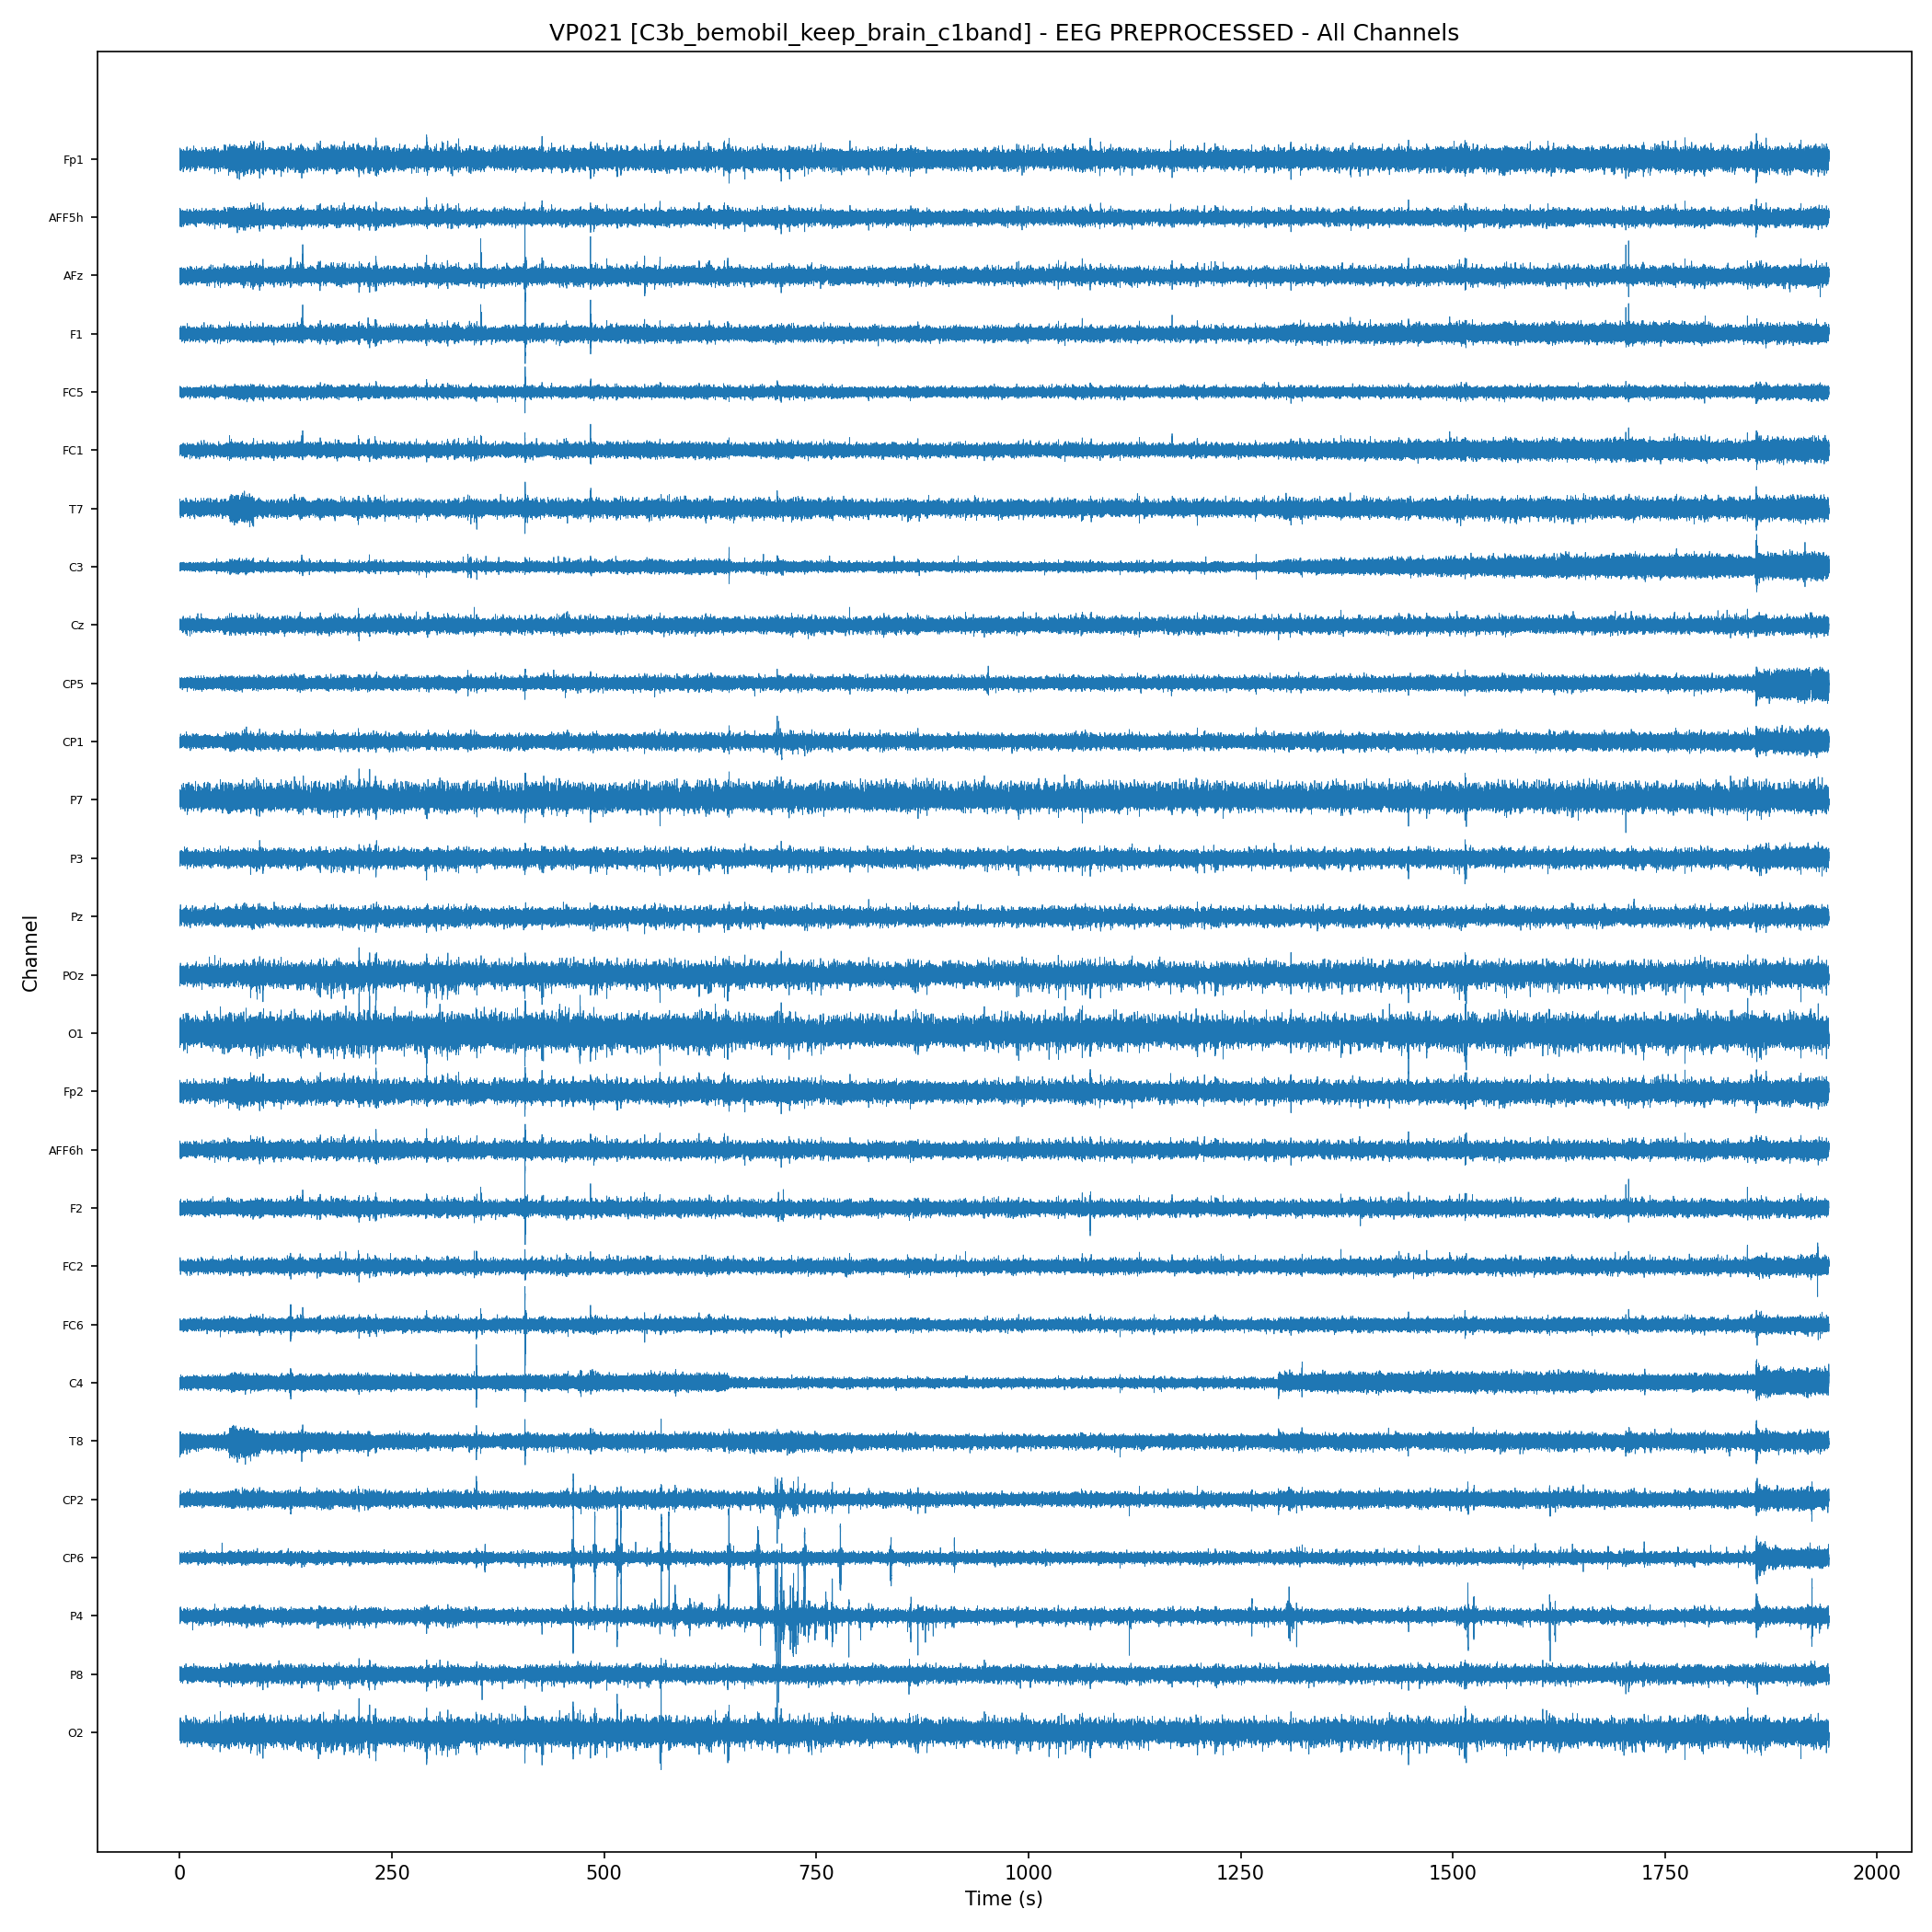 VP021 [C3b_bemobil_keep_brain_c1band] - EEG PREPROCESSED - All Channels
Channel
Fp1
AFF5h
AFz
F1
FC5
FC1
T7
C3
Cz
CP5
CP1
P7
P3
Pz
POz
O1
Fp2
AFF6h
F2
FC2
FC6
C4
T8
CP2
CP6
P4
P8
O2
0 250 500 750 1000 1250 1500 1750 2000
Time (s)